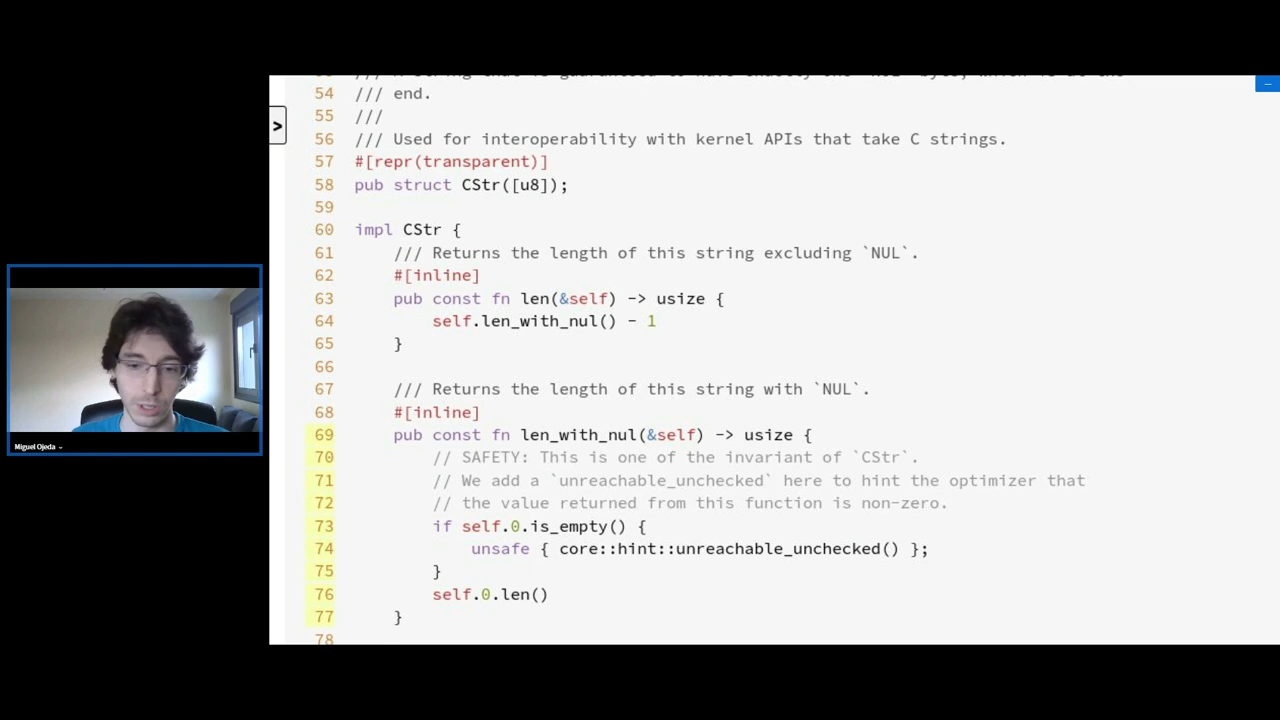 54 /// end.
55 ///
56 /// Used for interoperability with kernel APIs that take C strings.
57 #[repr(transparent)]
58 pub struct CStr([u8]);
59
60 impl CStr {
61 /// Returns the length of this string excluding `NUL`.
62 #[inline]
63 pub const fn len(&self) -> usize {
64 self.len_with_nul() - 1
65 }
66
67 /// Returns the length of this string with `NUL`.
68 #[inline]
69 pub const fn len_with_nul(&self) -> usize {
70 // SAFETY: This is one of the invariant of `CStr`.
71 // We add a `unreachable_unchecked` here to hint the optimizer that
72 // the value returned from this function is non-zero.
73 if self.0.is_empty() {
74 unsafe { core::hint::unreachable_unchecked() };
75 }
76 self.0.len()
77 }
78
>
Miguel Ojeda